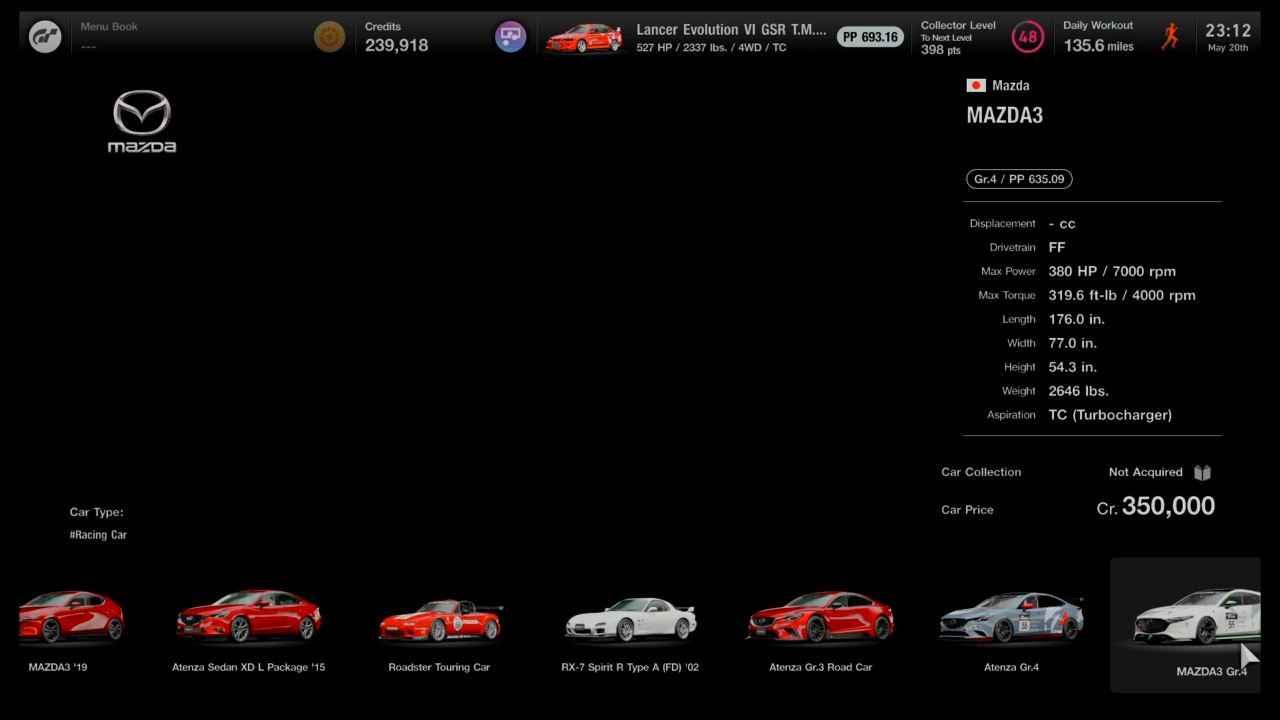 Menu Book
---
Credits
239,918
Lancer Evolution VI GSR T.M....
527 HP / 2337 lbs. / 4WD / TC
PP 693.16
Collector Level
To Next Level
398 pts
48
Daily Workout
135.6 miles
23:12
May 20th
mazda
Mazda
MAZDA3
Gr.4 / PP 635.09
Displacement - cc
Drivetrain FF
Max Power 380 HP / 7000 rpm
Max Torque 319.6 ft-lb / 4000 rpm
Length 176.0 in.
Width 77.0 in.
Height 54.3 in.
Weight 2646 lbs.
Aspiration TC (Turbocharger)
Car Collection Not Acquired
Car Price Cr. 350,000
Car Type:
#Racing Car
MAZDA3 '19
Atenza Sedan XD L Package '15
Roadster Touring Car
RX-7 Spirit R Type A (FD) '02
Atenza Gr.3 Road Car
Atenza Gr.4
MAZDA3 Gr.4